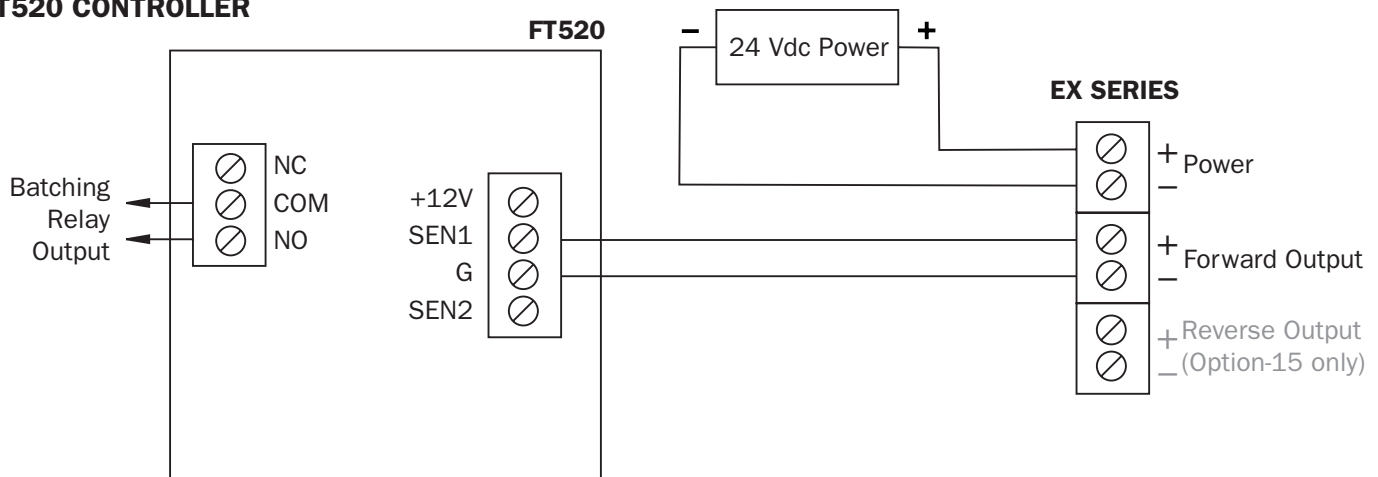 T520 CONTROLLER
FT520
−
24 Vdc Power
+
EX SERIES
NC
COM
NO
Batching
Relay
Output
+12V
SEN1
G
SEN2
+
Power
−
+
Forward Output
−
+
Reverse Output
−
(Option-15 only)